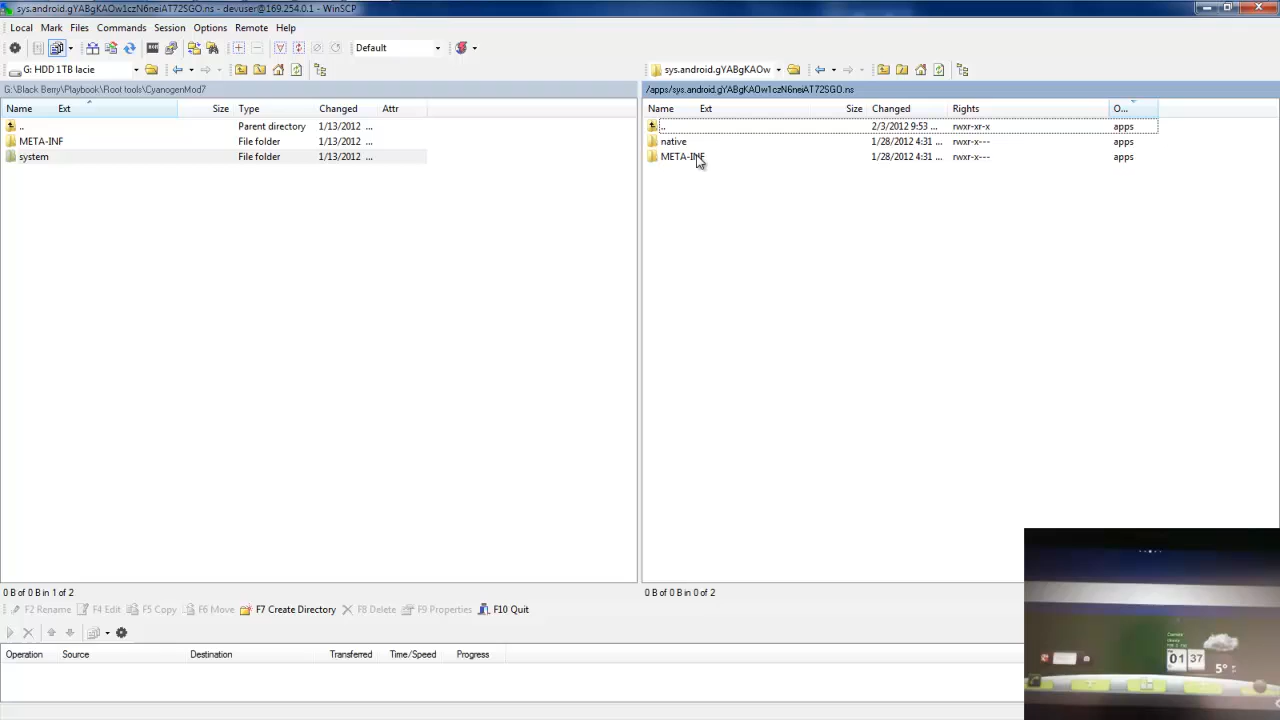 sys.android.gYABgKAOw1czN6neiAT72SGO.ns - devuser@169.254.0.1 - WinSCP
Local Mark Files Commands Session Options Remote Help
Default
G: HDD 1TB lacie
sys.android.gYABgKAOw
G:\Black Berry\Playbook\Root tools\CyanogenMod7
/apps/sys.android.gYABgKAOw1czN6neiAT72SGO.ns
Name Ext Size Type Changed Attr
Name Ext Size Changed Rights O...
.. Parent directory 1/13/2012 ...
.. 2/3/2012 9:53 ... rwxr-xr-x apps
META-INF File folder 1/13/2012 ...
native 1/28/2012 4:31 ... rwxr-x--- apps
system File folder 1/13/2012 ...
META-INF 1/28/2012 4:31 ... rwxr-x--- apps
0 B of 0 B in 1 of 2
0 B of 0 B in 0 of 2
F2 Rename F4 Edit F5 Copy F6 Move F7 Create Directory F8 Delete F9 Properties F10 Quit
Operation Source Destination Transferred Time/Speed Progress
01 37
5°